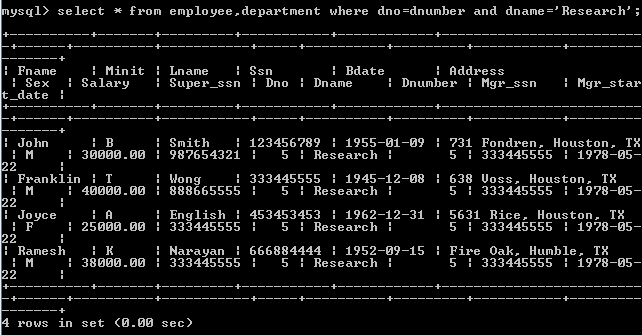 mysql> select * from employee,department where dno=dnumber and dname='Research';
+----------+-------+---------+-----------+------------+-------------------------
-+------+----------+-----------+-----+----------+---------+-----------+---------
-------+
| Fname    | Minit | Lname   | Ssn       | Bdate      | Address
 | Sex  | Salary   | Super_ssn | Dno | Dname    | Dnumber | Mgr_ssn   | Mgr_star
t_date |
+----------+-------+---------+-----------+------------+-------------------------
-+------+----------+-----------+-----+----------+---------+-----------+---------
-------+
| John     | B     | Smith   | 123456789 | 1955-01-09 | 731 Fondren, Houston, TX
 | M    | 30000.00 | 987654321 |   5 | Research |       5 | 333445555 | 1978-05-
22     |
| Franklin | T     | Wong    | 333445555 | 1945-12-08 | 638 Voss, Houston, TX
 | M    | 40000.00 | 888665555 |   5 | Research |       5 | 333445555 | 1978-05-
22     |
| Joyce    | A     | English | 453453453 | 1962-12-31 | 5631 Rice, Houston, TX
 | F    | 25000.00 | 333445555 |   5 | Research |       5 | 333445555 | 1978-05-
22     |
| Ramesh   | K     | Narayan | 666884444 | 1952-09-15 | Fire Oak, Humble, TX
 | M    | 38000.00 | 333445555 |   5 | Research |       5 | 333445555 | 1978-05-
22     |
+----------+-------+---------+-----------+------------+-------------------------
-+------+----------+-----------+-----+----------+---------+-----------+---------
-------+
4 rows in set (0.00 sec)